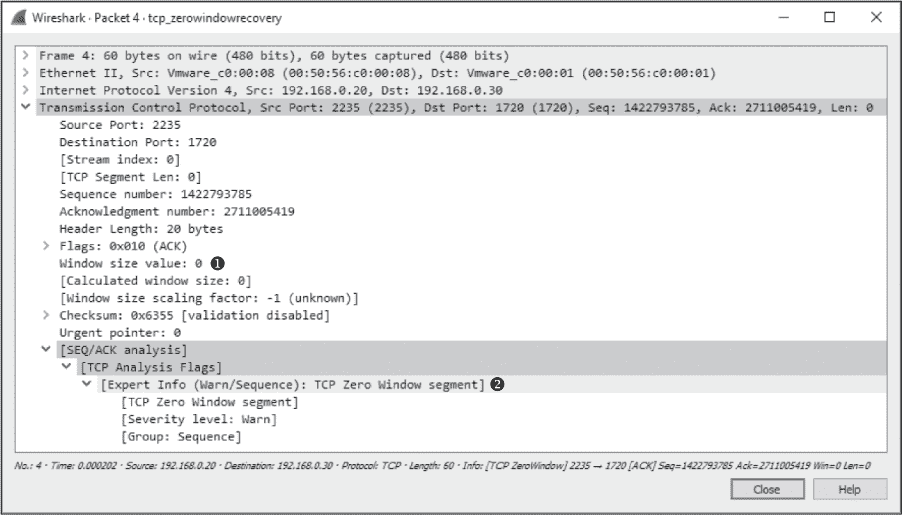 Wireshark · Packet 4 · tcp_zerowindowrecovery
Frame 4: 60 bytes on wire (480 bits), 60 bytes captured (480 bits)
Ethernet II, Src: Vmware_c0:00:08 (00:50:56:c0:00:08), Dst: Vmware_c0:00:01 (00:50:56:c0:00:01)
Internet Protocol Version 4, Src: 192.168.0.20, Dst: 192.168.0.30
Transmission Control Protocol, Src Port: 2235 (2235), Dst Port: 1720 (1720), Seq: 1422793785, Ack: 2711005419, Len: 0
Source Port: 2235
Destination Port: 1720
[Stream index: 0]
[TCP Segment Len: 0]
Sequence number: 1422793785
Acknowledgment number: 2711005419
Header Length: 20 bytes
Flags: 0x010 (ACK)
Window size value: 0 ❶
[Calculated window size: 0]
[Window size scaling factor: -1 (unknown)]
Checksum: 0x6355 [validation disabled]
Urgent pointer: 0
[SEQ/ACK analysis]
[TCP Analysis Flags]
[Expert Info (Warn/Sequence): TCP Zero Window segment] ❷
[TCP Zero Window segment]
[Severity level: Warn]
[Group: Sequence]
No.: 4 · Time: 0.000202 · Source: 192.168.0.20 · Destination: 192.168.0.30 · Protocol: TCP · Length: 60 · Info: [TCP ZeroWindow] 2235 → 1720 [ACK] Seq=1422793785 Ack=2711005419 Win=0 Len=0
Close Help